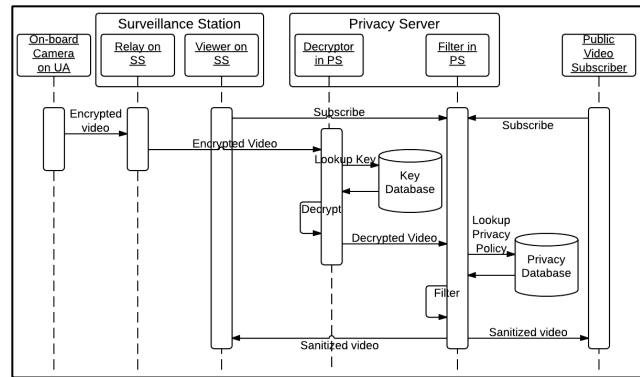 Surveillance Station
Privacy Server
On-board
Camera
on UA
Relay on
SS
Viewer on
SS
Decryptor
in PS
Filter in
PS
Public
Video
Subscriber
Encrypted
video
Subscribe
Subscribe
Encrypted Video
Lookup Key
Key
Database
Decrypt
Decrypted Video
Lookup
Privacy
Policy
Privacy
Database
Filter
Sanitized video
Sanitized video